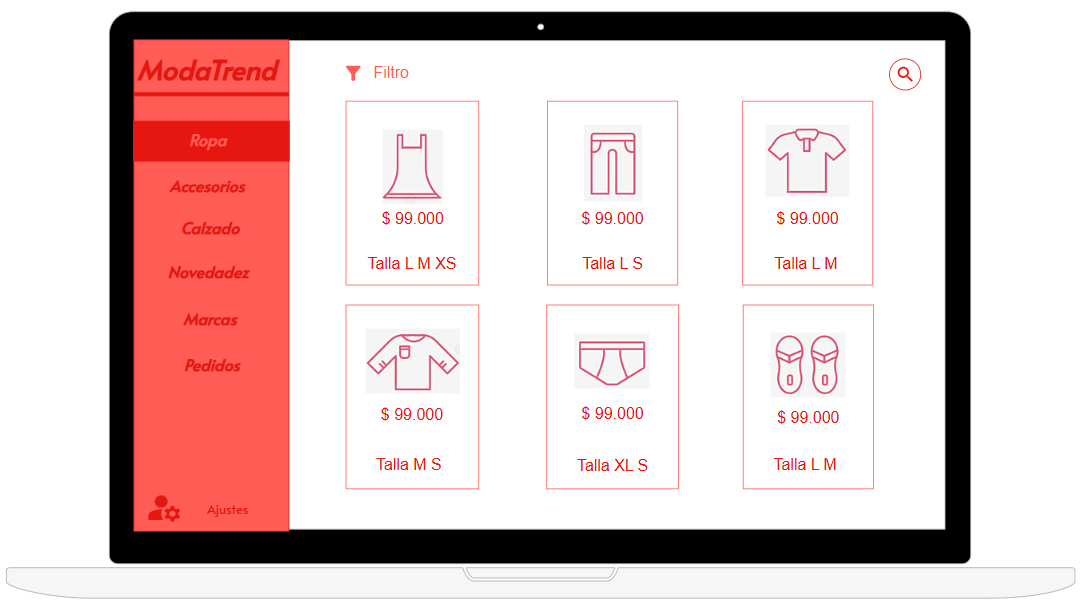 ModaTrend
Ropa
Accesorios
Calzado
Novedadez
Marcas
Pedidos
Ajustes
Filtro
$ 99.000
Talla L M XS
$ 99.000
Talla L S
$ 99.000
Talla L M
$ 99.000
Talla M S
$ 99.000
Talla XL S
$ 99.000
Talla L M